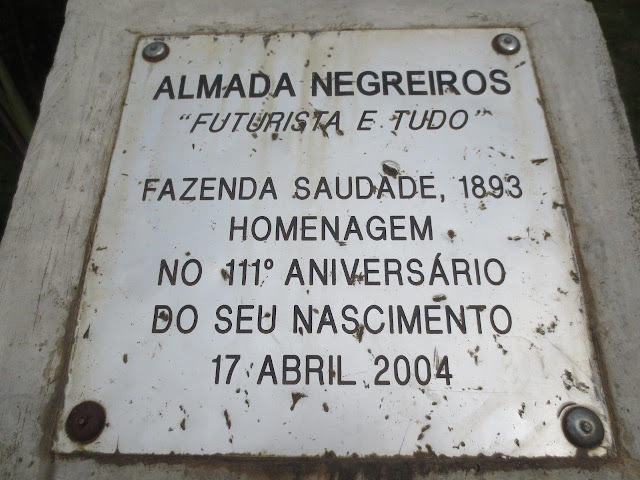 ALMADA NEGREIROS
"FUTURISTA E TUDO"
FAZENDA SAUDADE, 1893
HOMENAGEM
NO 111º ANIVERSÁRIO
DO SEU NASCIMENTO
17 ABRIL 2004